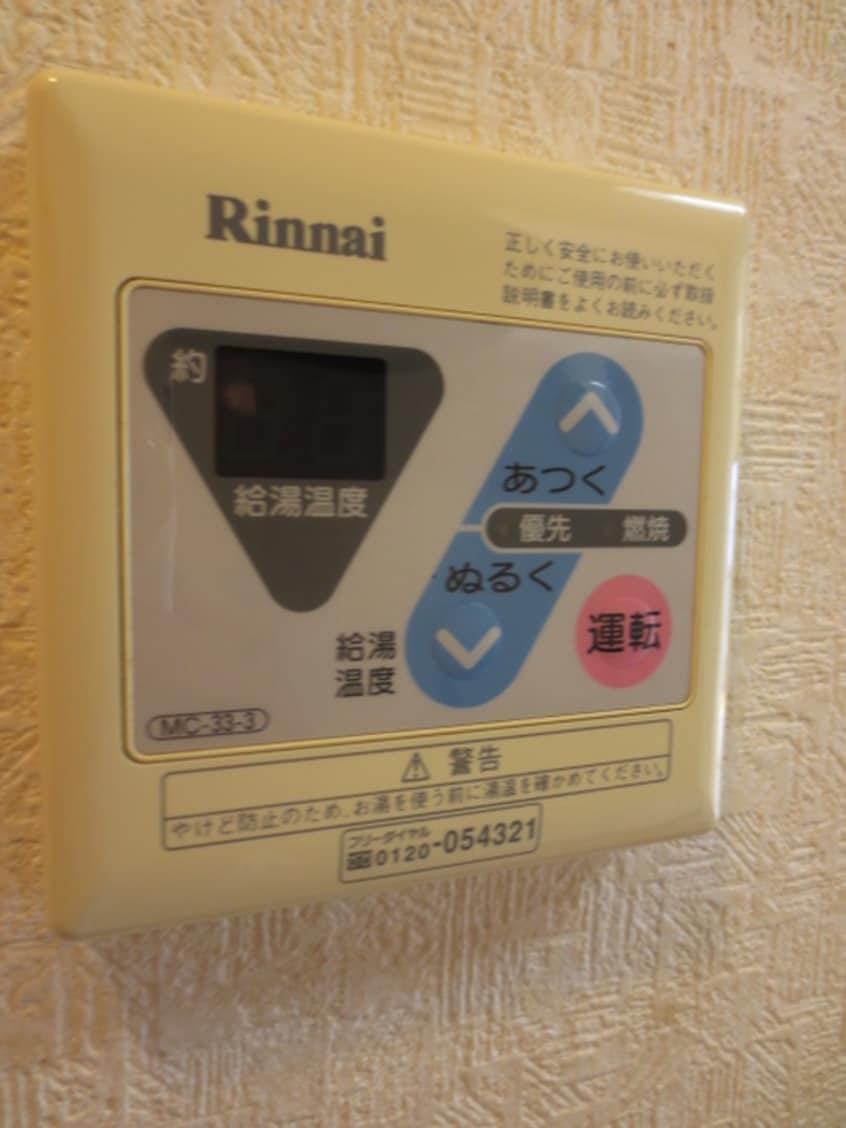 Rinnai
正しく安全にお使いいただく
ためにご使用の前に必ず取扱
説明書をよくお読みください。
約
給湯温度
あつく
優先 燃焼
ぬるく
運転
給湯
温度
MC-33-3
⚠ 警告
やけど防止のため、お湯を使う前に湯温を確かめてください。
フリーダイヤル
0120-054321